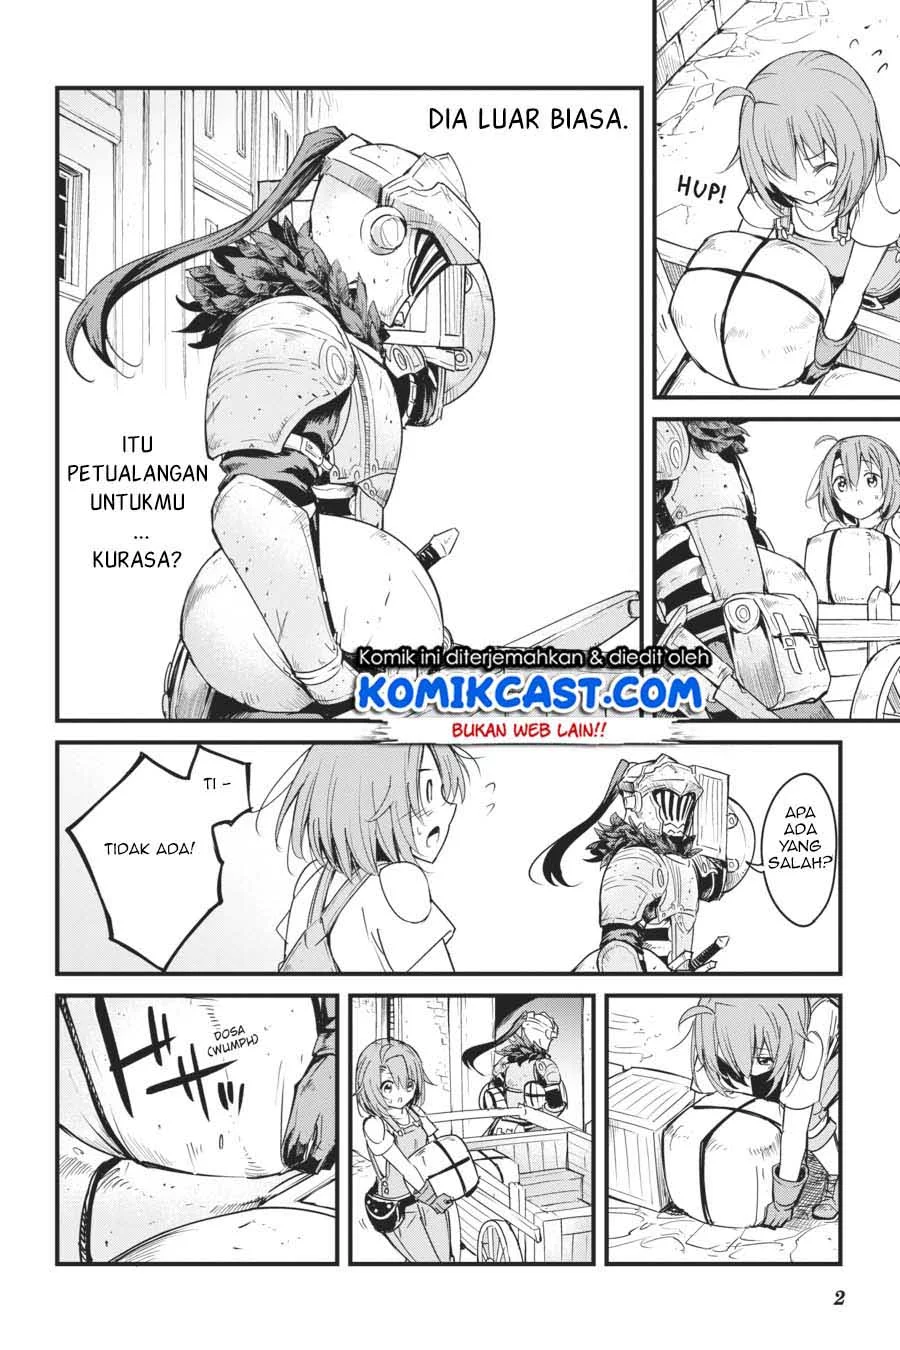 HUP!
DIA LUAR BIASA.
ITU
PETUALANGAN
UNTUKMU
...
KURASA?
Komik ini diterjemahkan & diedit oleh
KOMIKCAST.COM
BUKAN WEB LAIN!!
APA
ADA
YANG
SALAH?
TI -
TIDAK ADA!
DOSA
(WUMPH)
2